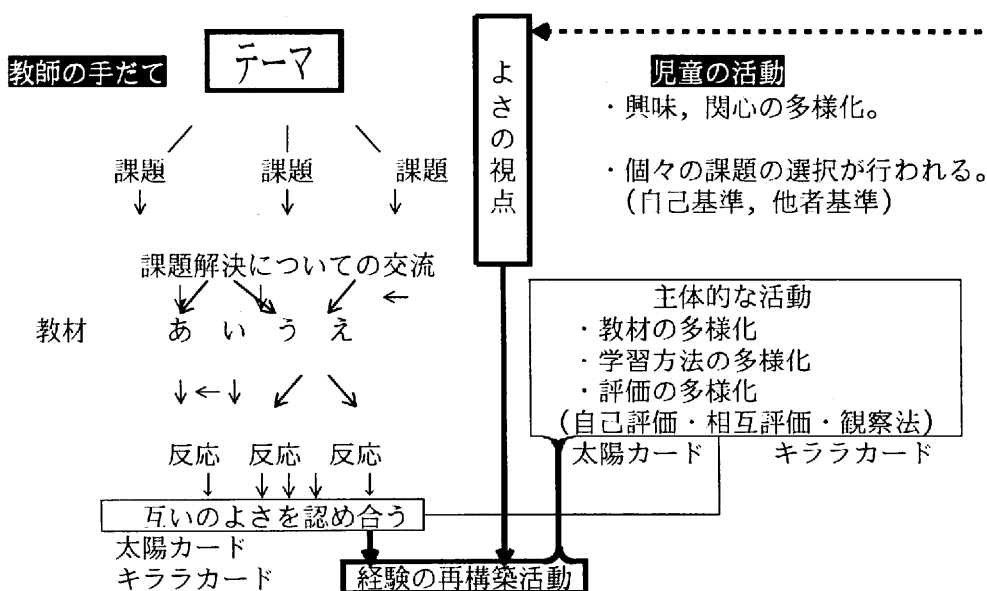 教師の手だて
テーマ
よさの視点
児童の活動
・興味，関心の多様化。
課題 課題 課題
・個々の課題の選択が行われる。
（自己基準，他者基準）
課題解決についての交流
教材 あ い う え
主体的な活動
・教材の多様化
・学習方法の多様化
・評価の多様化
（自己評価・相互評価・観察法）
太陽カード キララカード
反応 反応 反応
互いのよさを認め合う
太陽カード
キララカード
経験の再構築活動